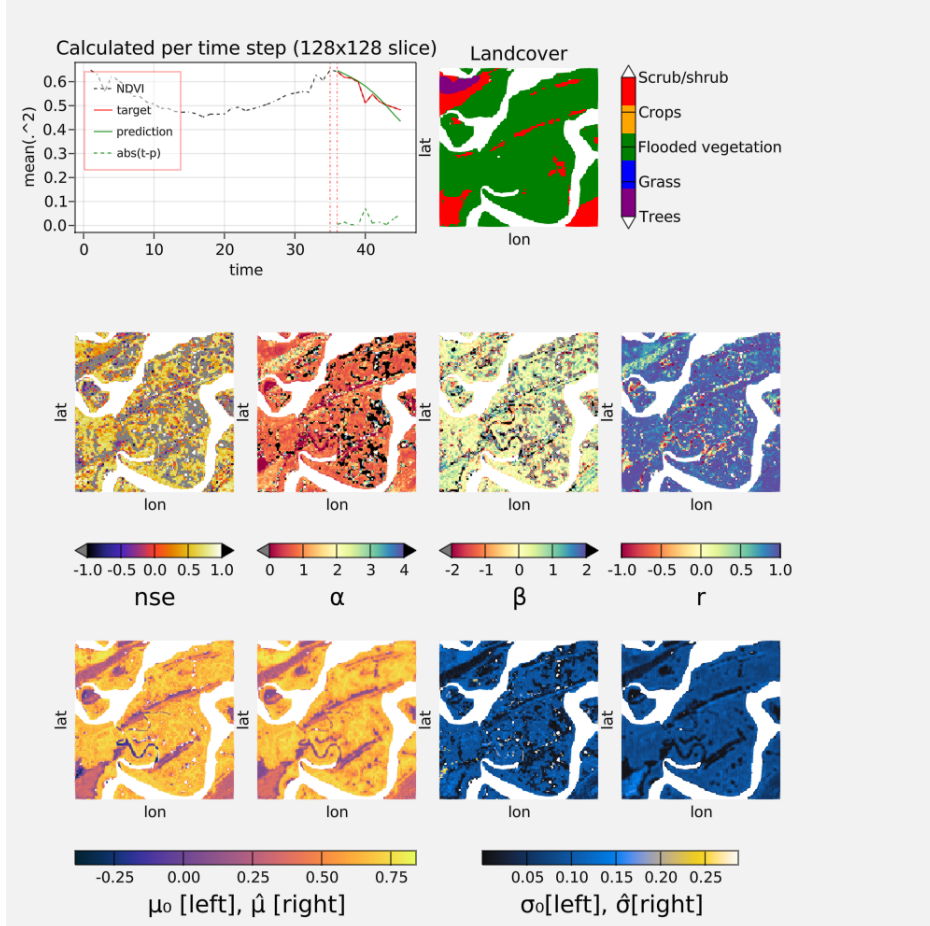 Calculated per time step (128x128 slice)
Landcover
mean(.^2)
0.6
0.5
0.4
0.3
0.2
0.1
0.0
NDVI
target
prediction
abs(t-p)
0 10 20 30 40
time
lat
lon
Scrub/shrub
Crops
Flooded vegetation
Grass
Trees
lat lat lat lat
lon lon lon lon
-1.0 -0.5 0.0 0.5 1.0
0 1 2 3 4
-2 -1 0 1 2
-1.0 -0.5 0.0 0.5 1.0
nse α β r
lat lat lat
lon lon lon lon
-0.25 0.00 0.25 0.50 0.75
0.05 0.10 0.15 0.20 0.25
μ₀ [left], μ̂ [right]
σ₀[left], σ̂[right]